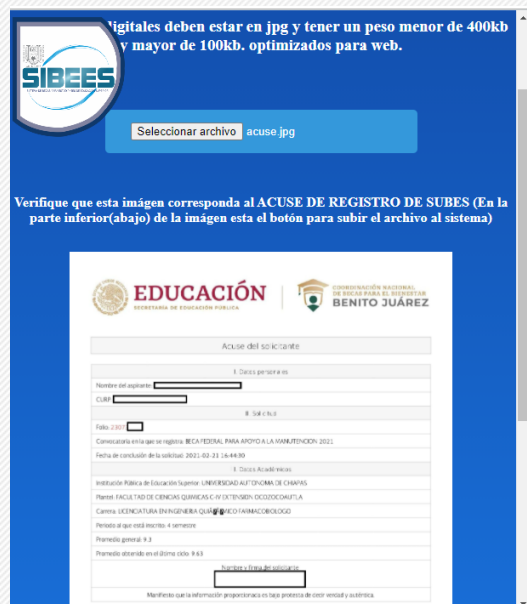 digitales deben estar en jpg y tener un peso menor de 400kb
y mayor de 100kb. optimizados para web.
SIBEES
Seleccionar archivo acuse.jpg
Verifique que esta imágen corresponda al ACUSE DE REGISTRO DE SUBES (En la
parte inferior(abajo) de la imágen esta el botón para subir el archivo al sistema)
EDUCACIÓN
SECRETARÍA DE EDUCACIÓN PÚBLICA
COORDINACIÓN NACIONAL
DE BECAS PARA EL BIENESTAR
BENITO JUÁREZ
Acuse del solicitante
I. Datos personales
Nombre del aspirante:
CURP:
II. Solicitud
Folio: 2307
Convocatoria en la que se registra: BECA FEDERAL PARA APOYO A LA MANUTENCION 2021
Fecha de conclusión de la solicitud: 2021-02-23 16:44:30
Datos Académicos
Institución Pública de Educación Superior: UNIVERSIDAD AUTONOMA DE CHIAPAS
Plantel: FACULTAD DE CIENCIAS QUIMICAS C-IV EXTENSION OCOZOCOAUTLA
Carrera: LICENCIATURA EN INGENIERIA FARMACOBIOLOGO
Periodo al que está inscrito: 4 semestre
Promedio general: 9.3
Promedio obtenido en el último ciclo: 9.63
Nombre y firma del solicitante
Manifiesto que la información proporcionada es bajo protesta de decir verdad y auténtica.